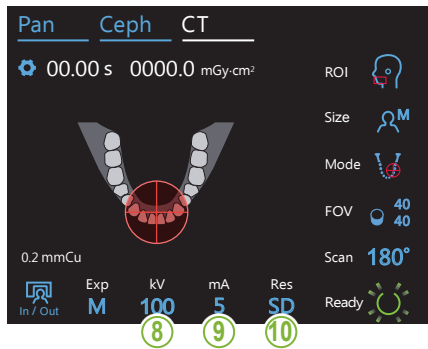 Pan Ceph CT
00.00 s 0000.0 mGy·cm²
ROI
Size M
Mode
FOV 40
40
0.2 mmCu
Scan 180°
Exp kV mA Res
In / Out M 100 5 SD
Ready
8 9 10